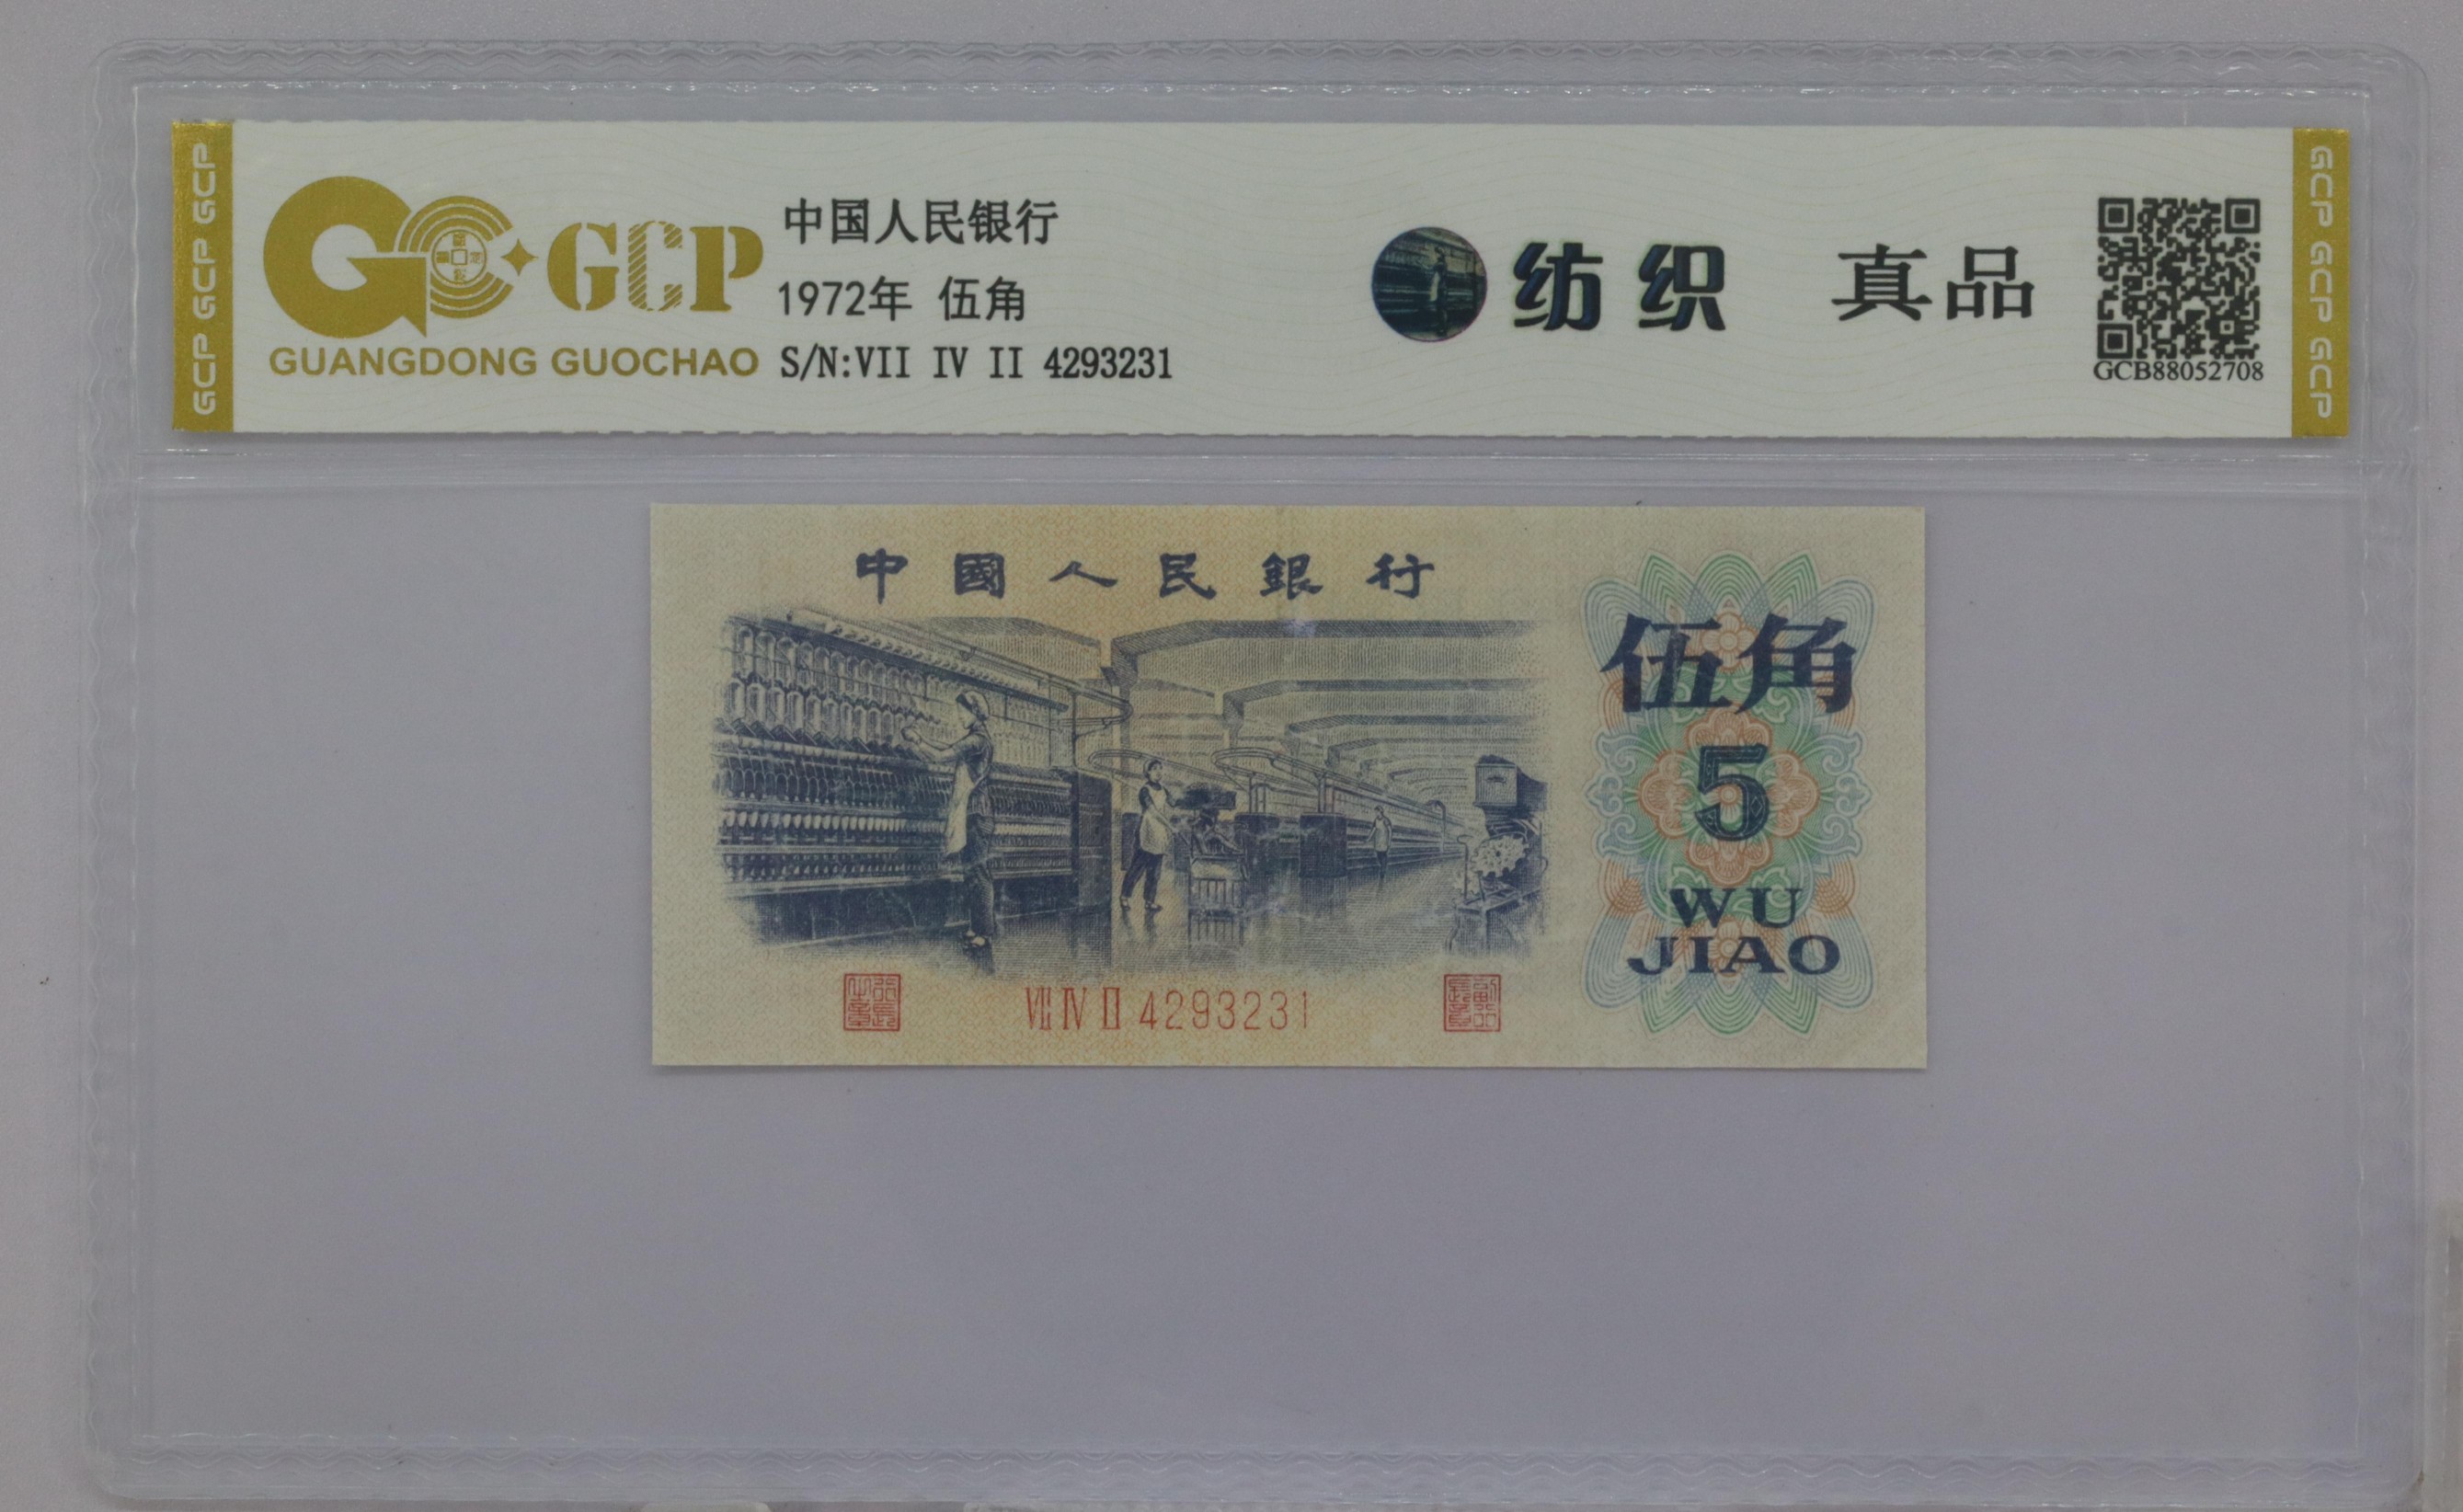 GCP GCP GCP
GCP
GUANGDONG GUOCHAO
中国人民银行
1972年 伍角
S/N:VII IV II 4293231
纺织
真品
GCB88052708
GCP GCP GCP
中國人民銀行
伍角
5
WU
JIAO
VII IV II 4293231